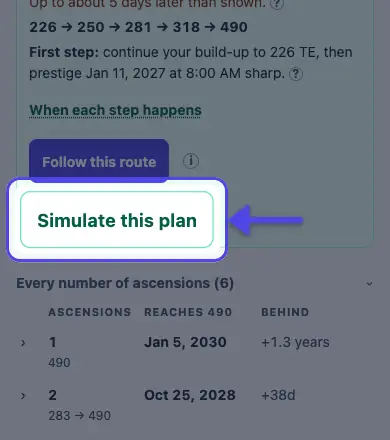 Up to about 5 days later than shown. ?
226 → 250 → 281 → 318 → 490
First step: continue your build-up to 226 TE, then
prestige Jan 11, 2027 at 8:00 AM sharp. ?
When each step happens
Follow this route i
Simulate this plan
Every number of ascensions (6)
ASCENSIONS REACHES 490 BEHIND
› 1 Jan 5, 2030 +1.3 years
490
› 2 Oct 25, 2028 +38d
283 → 490